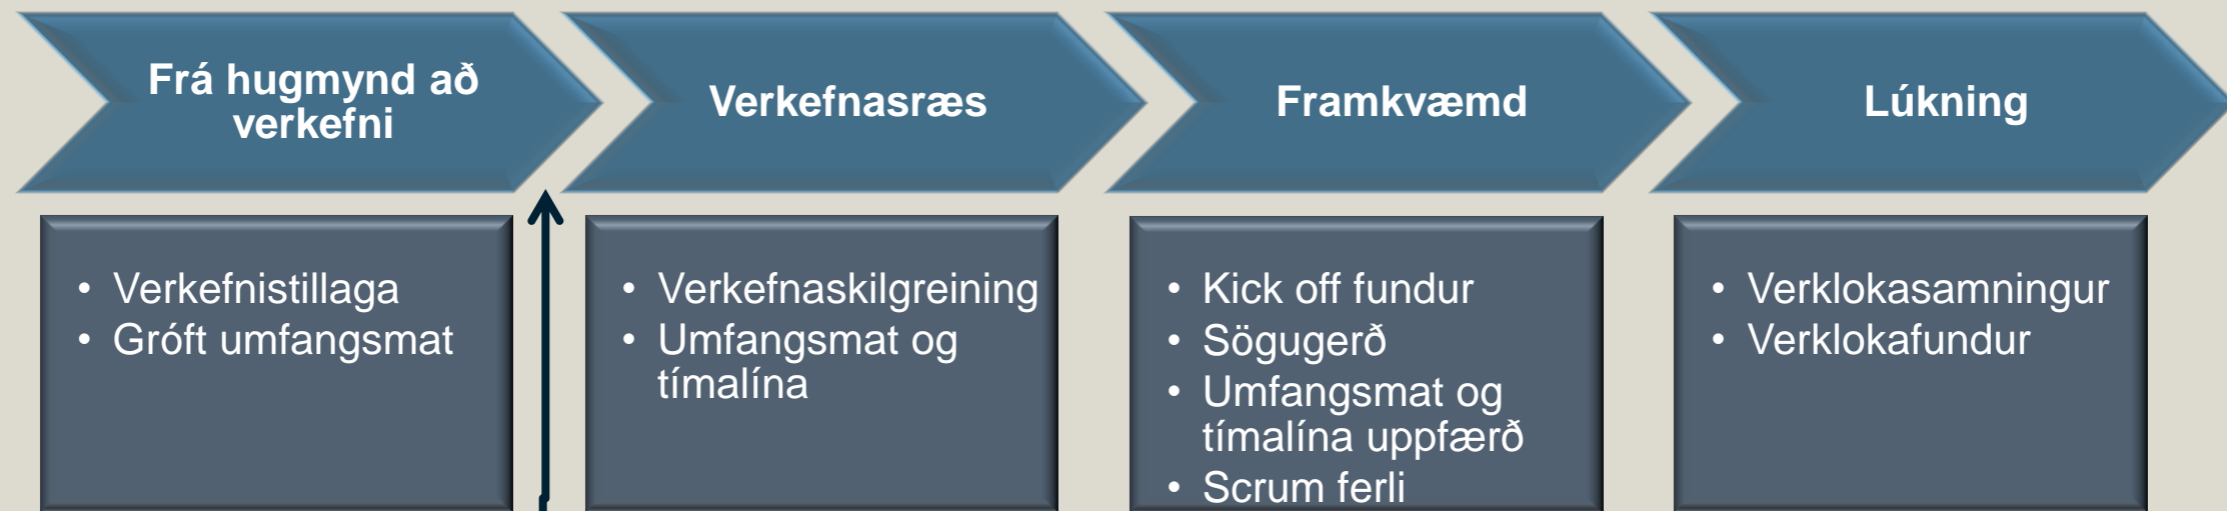 Frá hugmynd að
verkefni
Verkefnasræs
Framkvæmd
Lúkning
• Verkefnistillaga
• Gróft umfangsmat
• Verkefnaskilgreining
• Umfangsmat og
tímalína
• Kick off fundur
• Sögugerð
• Umfangsmat og
tímalína uppfærð
• Scrum ferli
• Verklokasamningur
• Verklokafundur